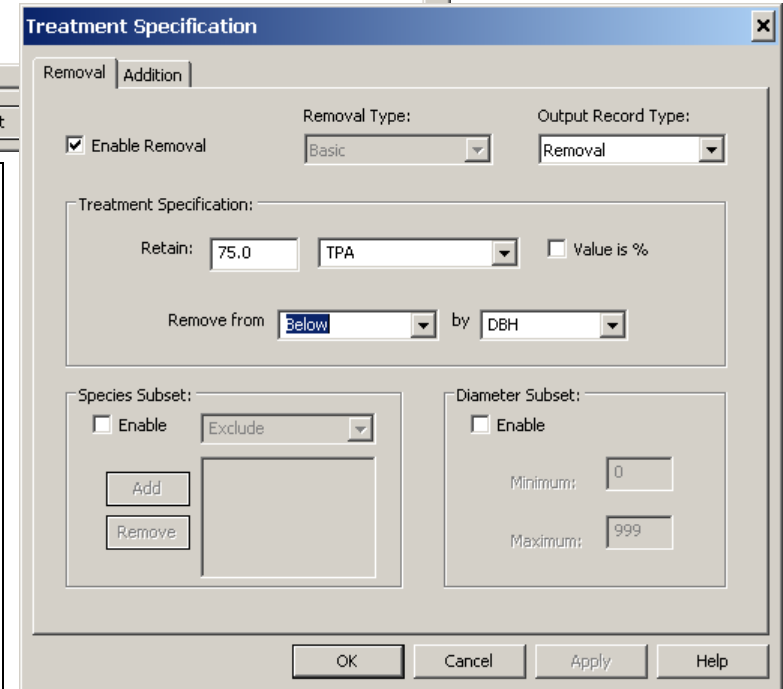 Treatment Specification
Removal Addition
t
Removal Type: Output Record Type:
Enable Removal Basic Removal
Treatment Specification:
Retain: 75.0 TPA Value is %
Remove from Below by DBH
Species Subset: Diameter Subset:
Enable Exclude Enable
Add Minimum: 0
Remove Maximum: 999
OK Cancel Apply Help